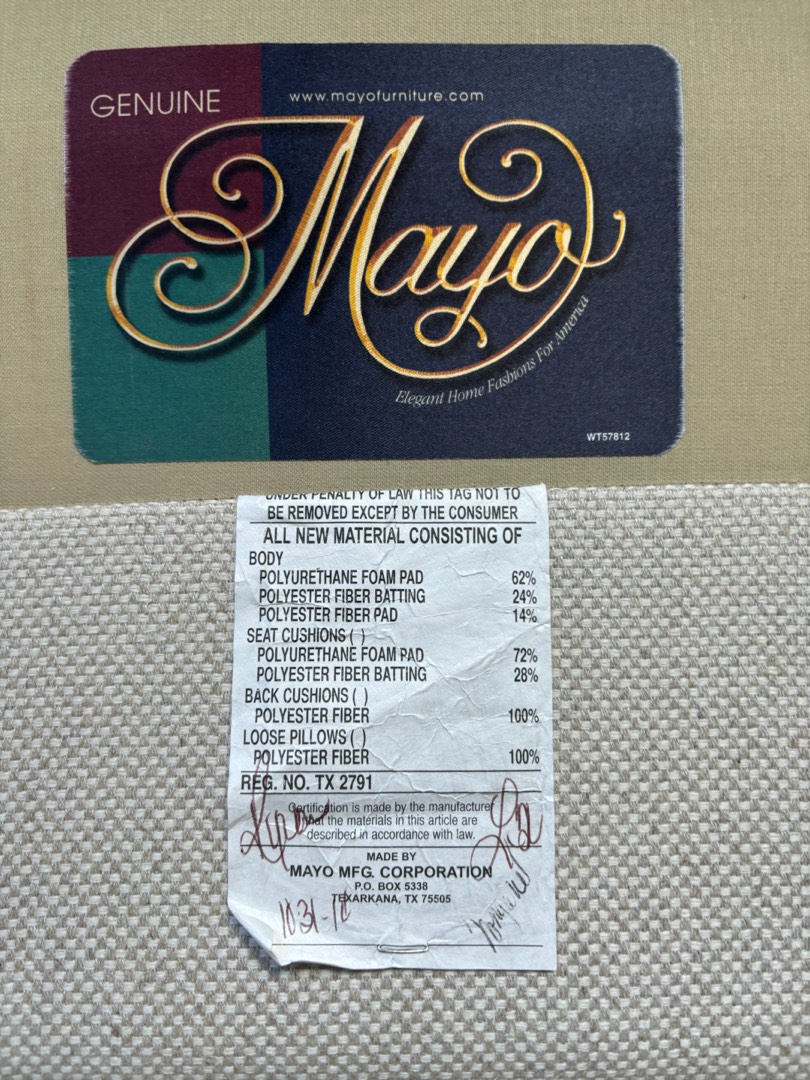 GENUINE
www.mayofurniture.com
Mayo
Elegant Home Fashions For America
WT57812
UNDER PENALTY OF LAW THIS TAG NOT TO
BE REMOVED EXCEPT BY THE CONSUMER
ALL NEW MATERIAL CONSISTING OF
BODY
POLYURETHANE FOAM PAD 62%
POLYESTER FIBER BATTING 24%
POLYESTER FIBER PAD 14%
SEAT CUSHIONS ( )
POLYURETHANE FOAM PAD 72%
POLYESTER FIBER BATTING 28%
BACK CUSHIONS ( )
POLYESTER FIBER 100%
LOOSE PILLOWS ( )
POLYESTER FIBER 100%
REG. NO. TX 2791
Certification is made by the manufacture
that the materials in this article are
described in accordance with law.
MADE BY
MAYO MFG. CORPORATION
P.O. BOX 5338
TEXARKANA, TX 75505